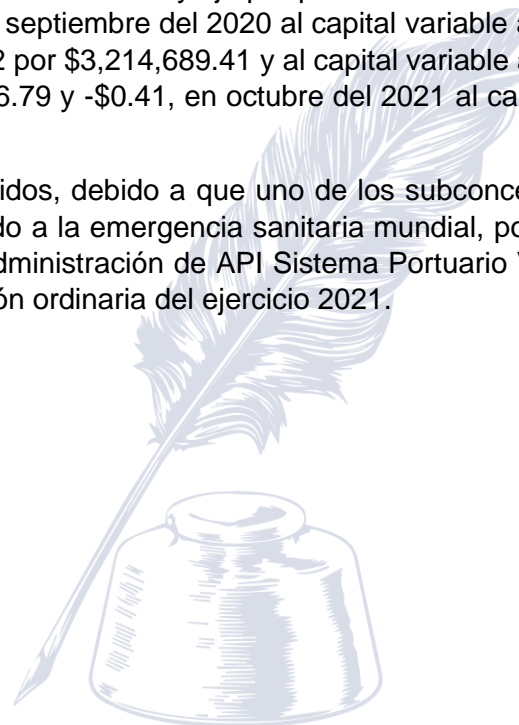 septiembre del 2020 al capital variable
2 por $3,214,689.41 y al capital variable
6.79 y -$0.41, en octubre del 2021 al ca
idos, debido a que uno de los subconce
do a la emergencia sanitaria mundial, po
dministración de API Sistema Portuario V
ón ordinaria del ejercicio 2021.